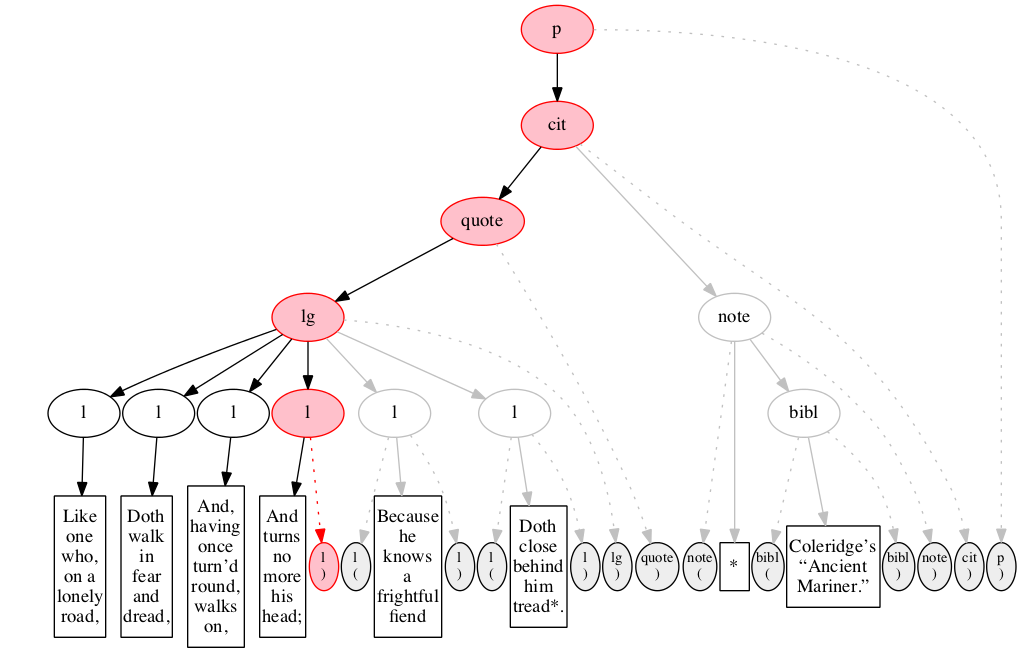 p
cit
quote
lg
note
l
l
l
l
l
l
bibl
Like
one
who,
on a
lonely
road,
Doth
walk
in
fear
and
dread,
And,
having
once
turn’d
round,
walks
on,
And
turns
no
more
his
head;
l
)
l
(
Because
he
knows
a
frightful
fiend
l
)
l
(
Doth
close
behind
him
tread*.
l
)
lg
)
quote
)
note
(
*
bibl
(
Coleridge’s
“Ancient
Mariner.”
bibl
)
note
)
cit
)
p
)